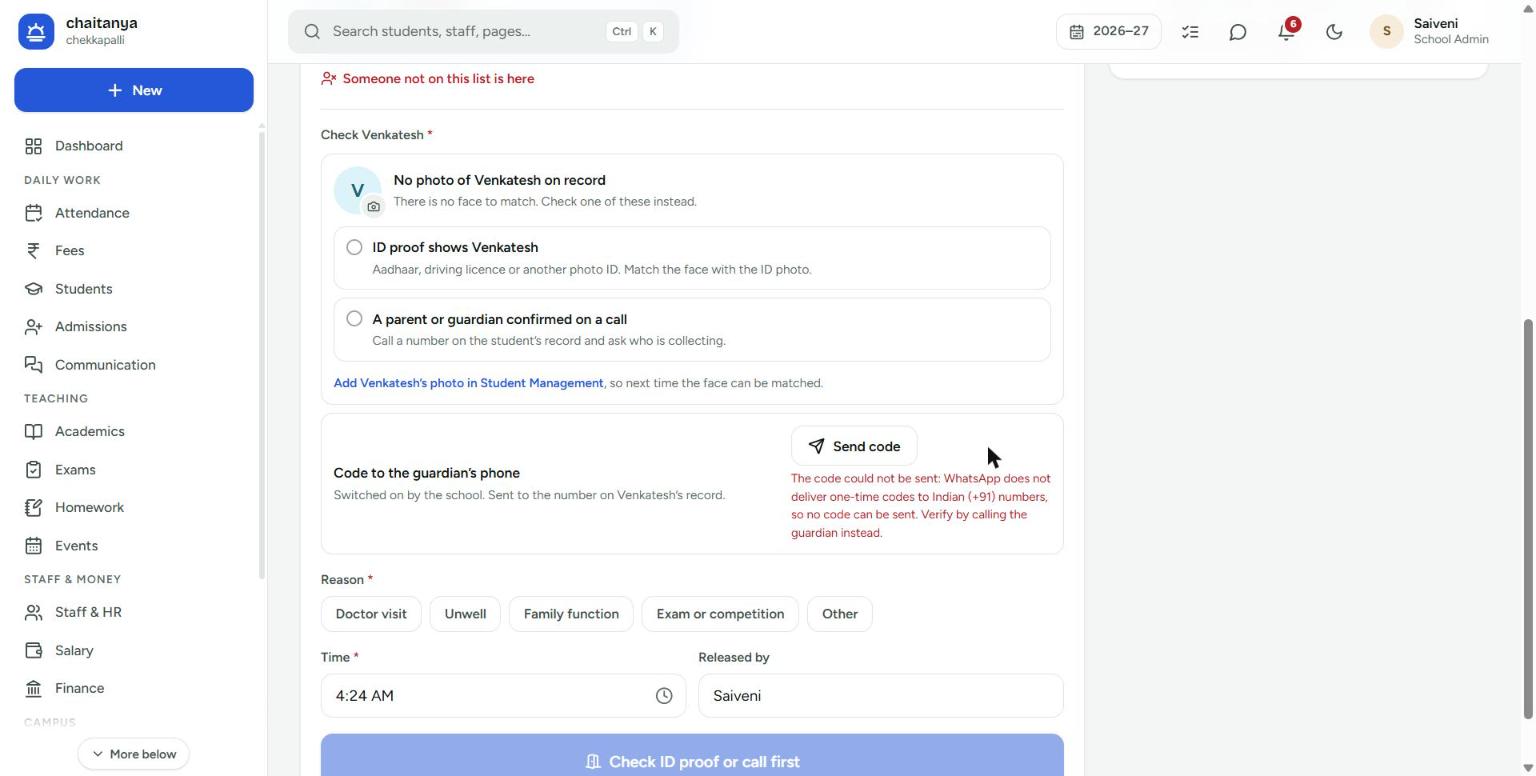 chaitanya
chekkapalli
New
Dashboard
DAILY WORK
Attendance
Fees
Students
Admissions
Communication
TEACHING
Academics
Exams
Homework
Events
STAFF & MONEY
Staff & HR
Salary
Finance
CAMPUS
More below
Search students, staff, pages...
Ctrl K
2026–27
6
S
Saiveni
School Admin
Someone not on this list is here
Check Venkatesh *
V
No photo of Venkatesh on record
There is no face to match. Check one of these instead.
ID proof shows Venkatesh
Aadhaar, driving licence or another photo ID. Match the face with the ID photo.
A parent or guardian confirmed on a call
Call a number on the student’s record and ask who is collecting.
Add Venkatesh’s photo in Student Management, so next time the face can be matched.
Code to the guardian’s phone
Switched on by the school. Sent to the number on Venkatesh’s record.
Send code
The code could not be sent: WhatsApp does not
deliver one-time codes to Indian (+91) numbers,
so no code can be sent. Verify by calling the
guardian instead.
Reason *
Doctor visit
Unwell
Family function
Exam or competition
Other
Time *
4:24 AM
Released by
Saiveni
Check ID proof or call first